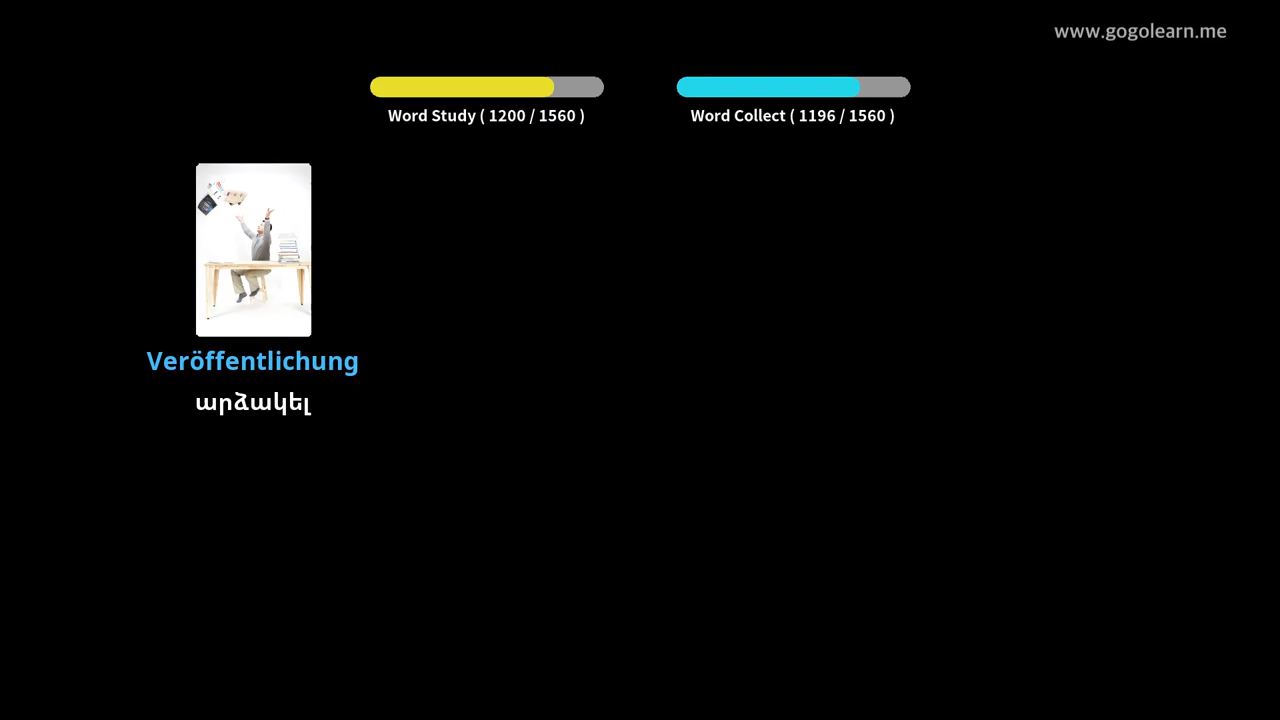 www.gogolearn.me
Word Study ( 1200 / 1560 )
Word Collect ( 1196 / 1560 )
Veröffentlichung
արձակել